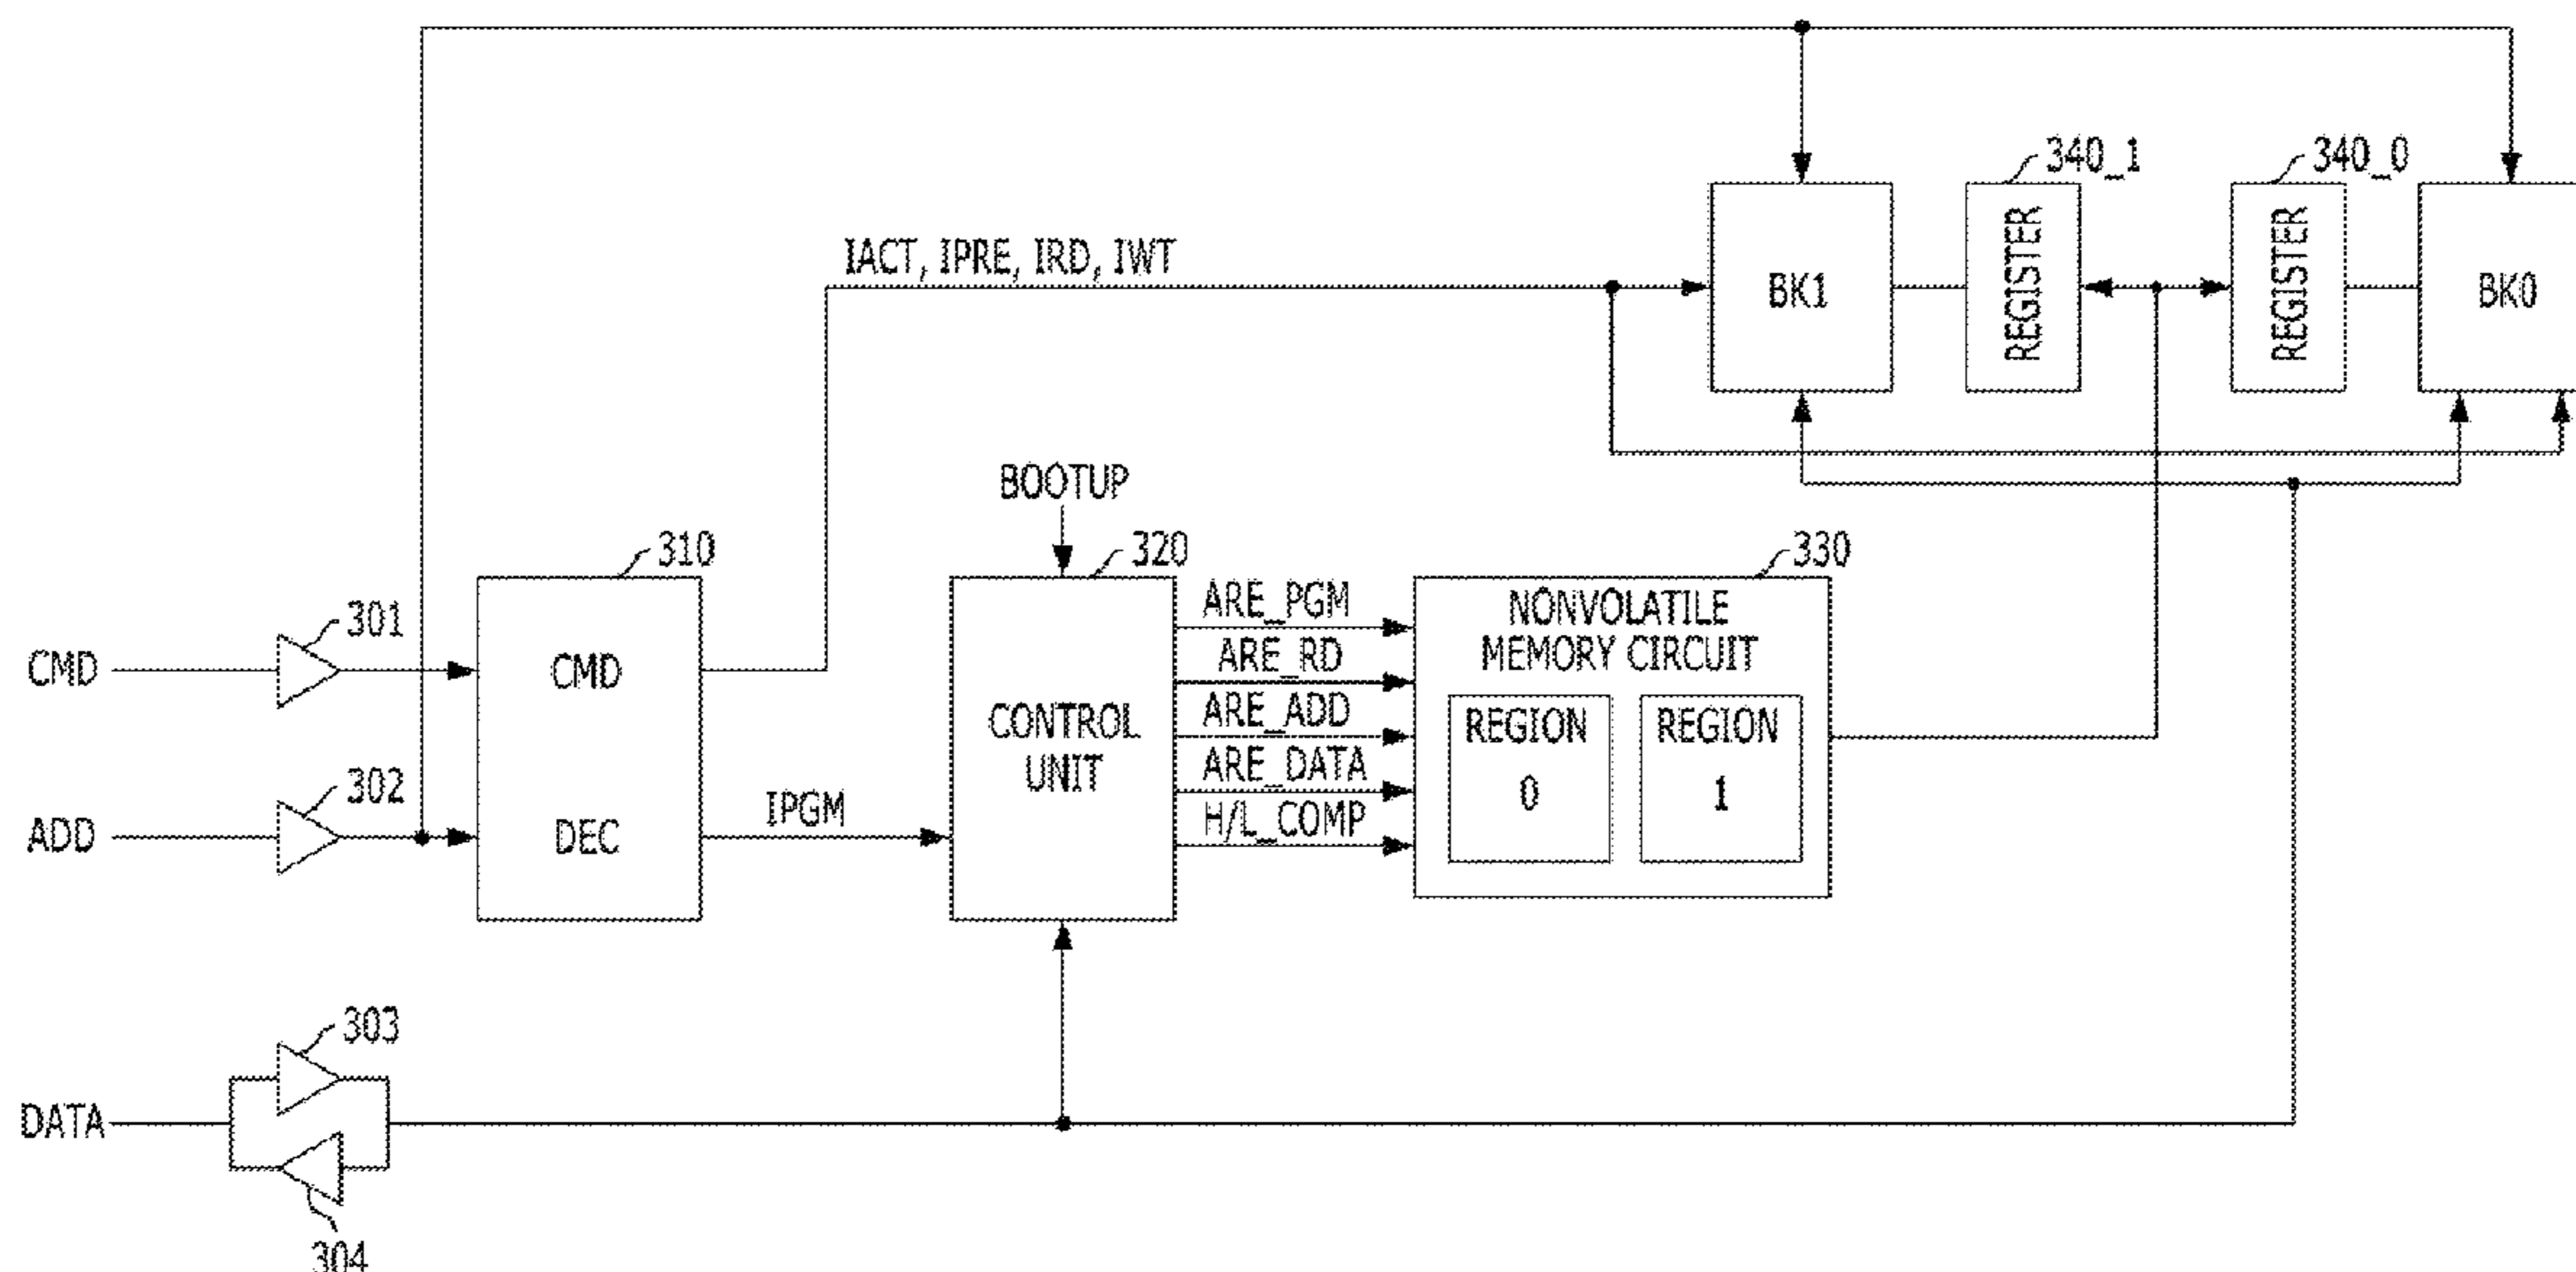 340_1
340_0
IACT, IPRE, IRD, IWT
BK1
REGISTER
REGISTER
BK0
BOOTUP
310
320
330
301
CMD
CMD
ARE_PGM
ARE_RD
ARE_ADD
ARE_DATA
H/L_COMP
NONVOLATILE
MEMORY CIRCUIT
CONTROL
UNIT
REGION
0
REGION
1
302
ADD
DEC
IPGM
303
DATA
304